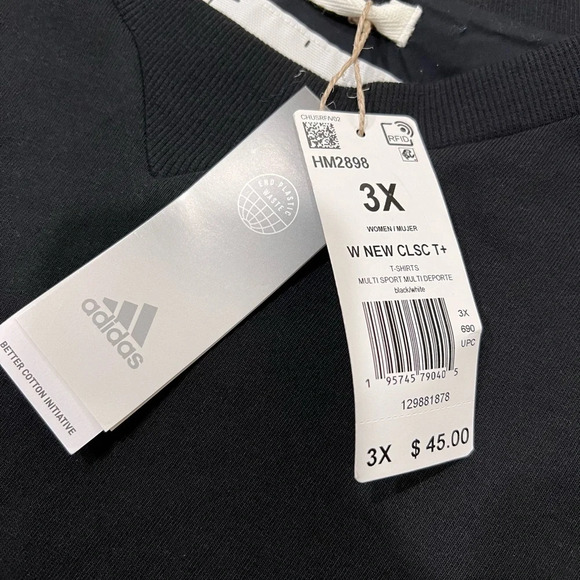 END PLASTIC
WASTE
adidas
BETTER COTTON INITIATIVE
CHUSRFIV02
RFID
HM2898
3X
WOMEN / MUJER
W NEW CLSC T+
T-SHIRTS
MULTI SPORT MULTI DEPORTE
black/white
3X
690
UPC
1 95745 79040 5
129881878
3X $ 45.00